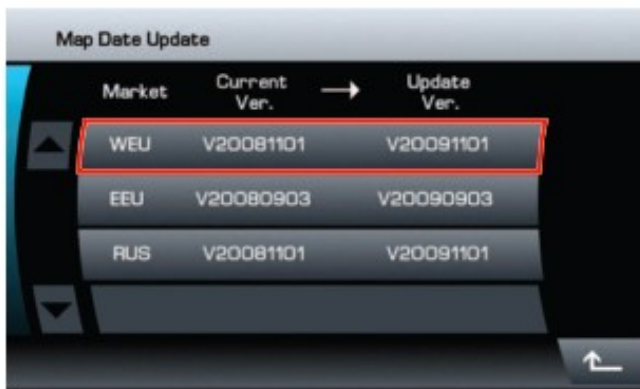 Map Date Update
Market Current Ver. → Update Ver.
WEU V20081101 V20091101
EEU V20080903 V20090903
RUS V20081101 V20091101